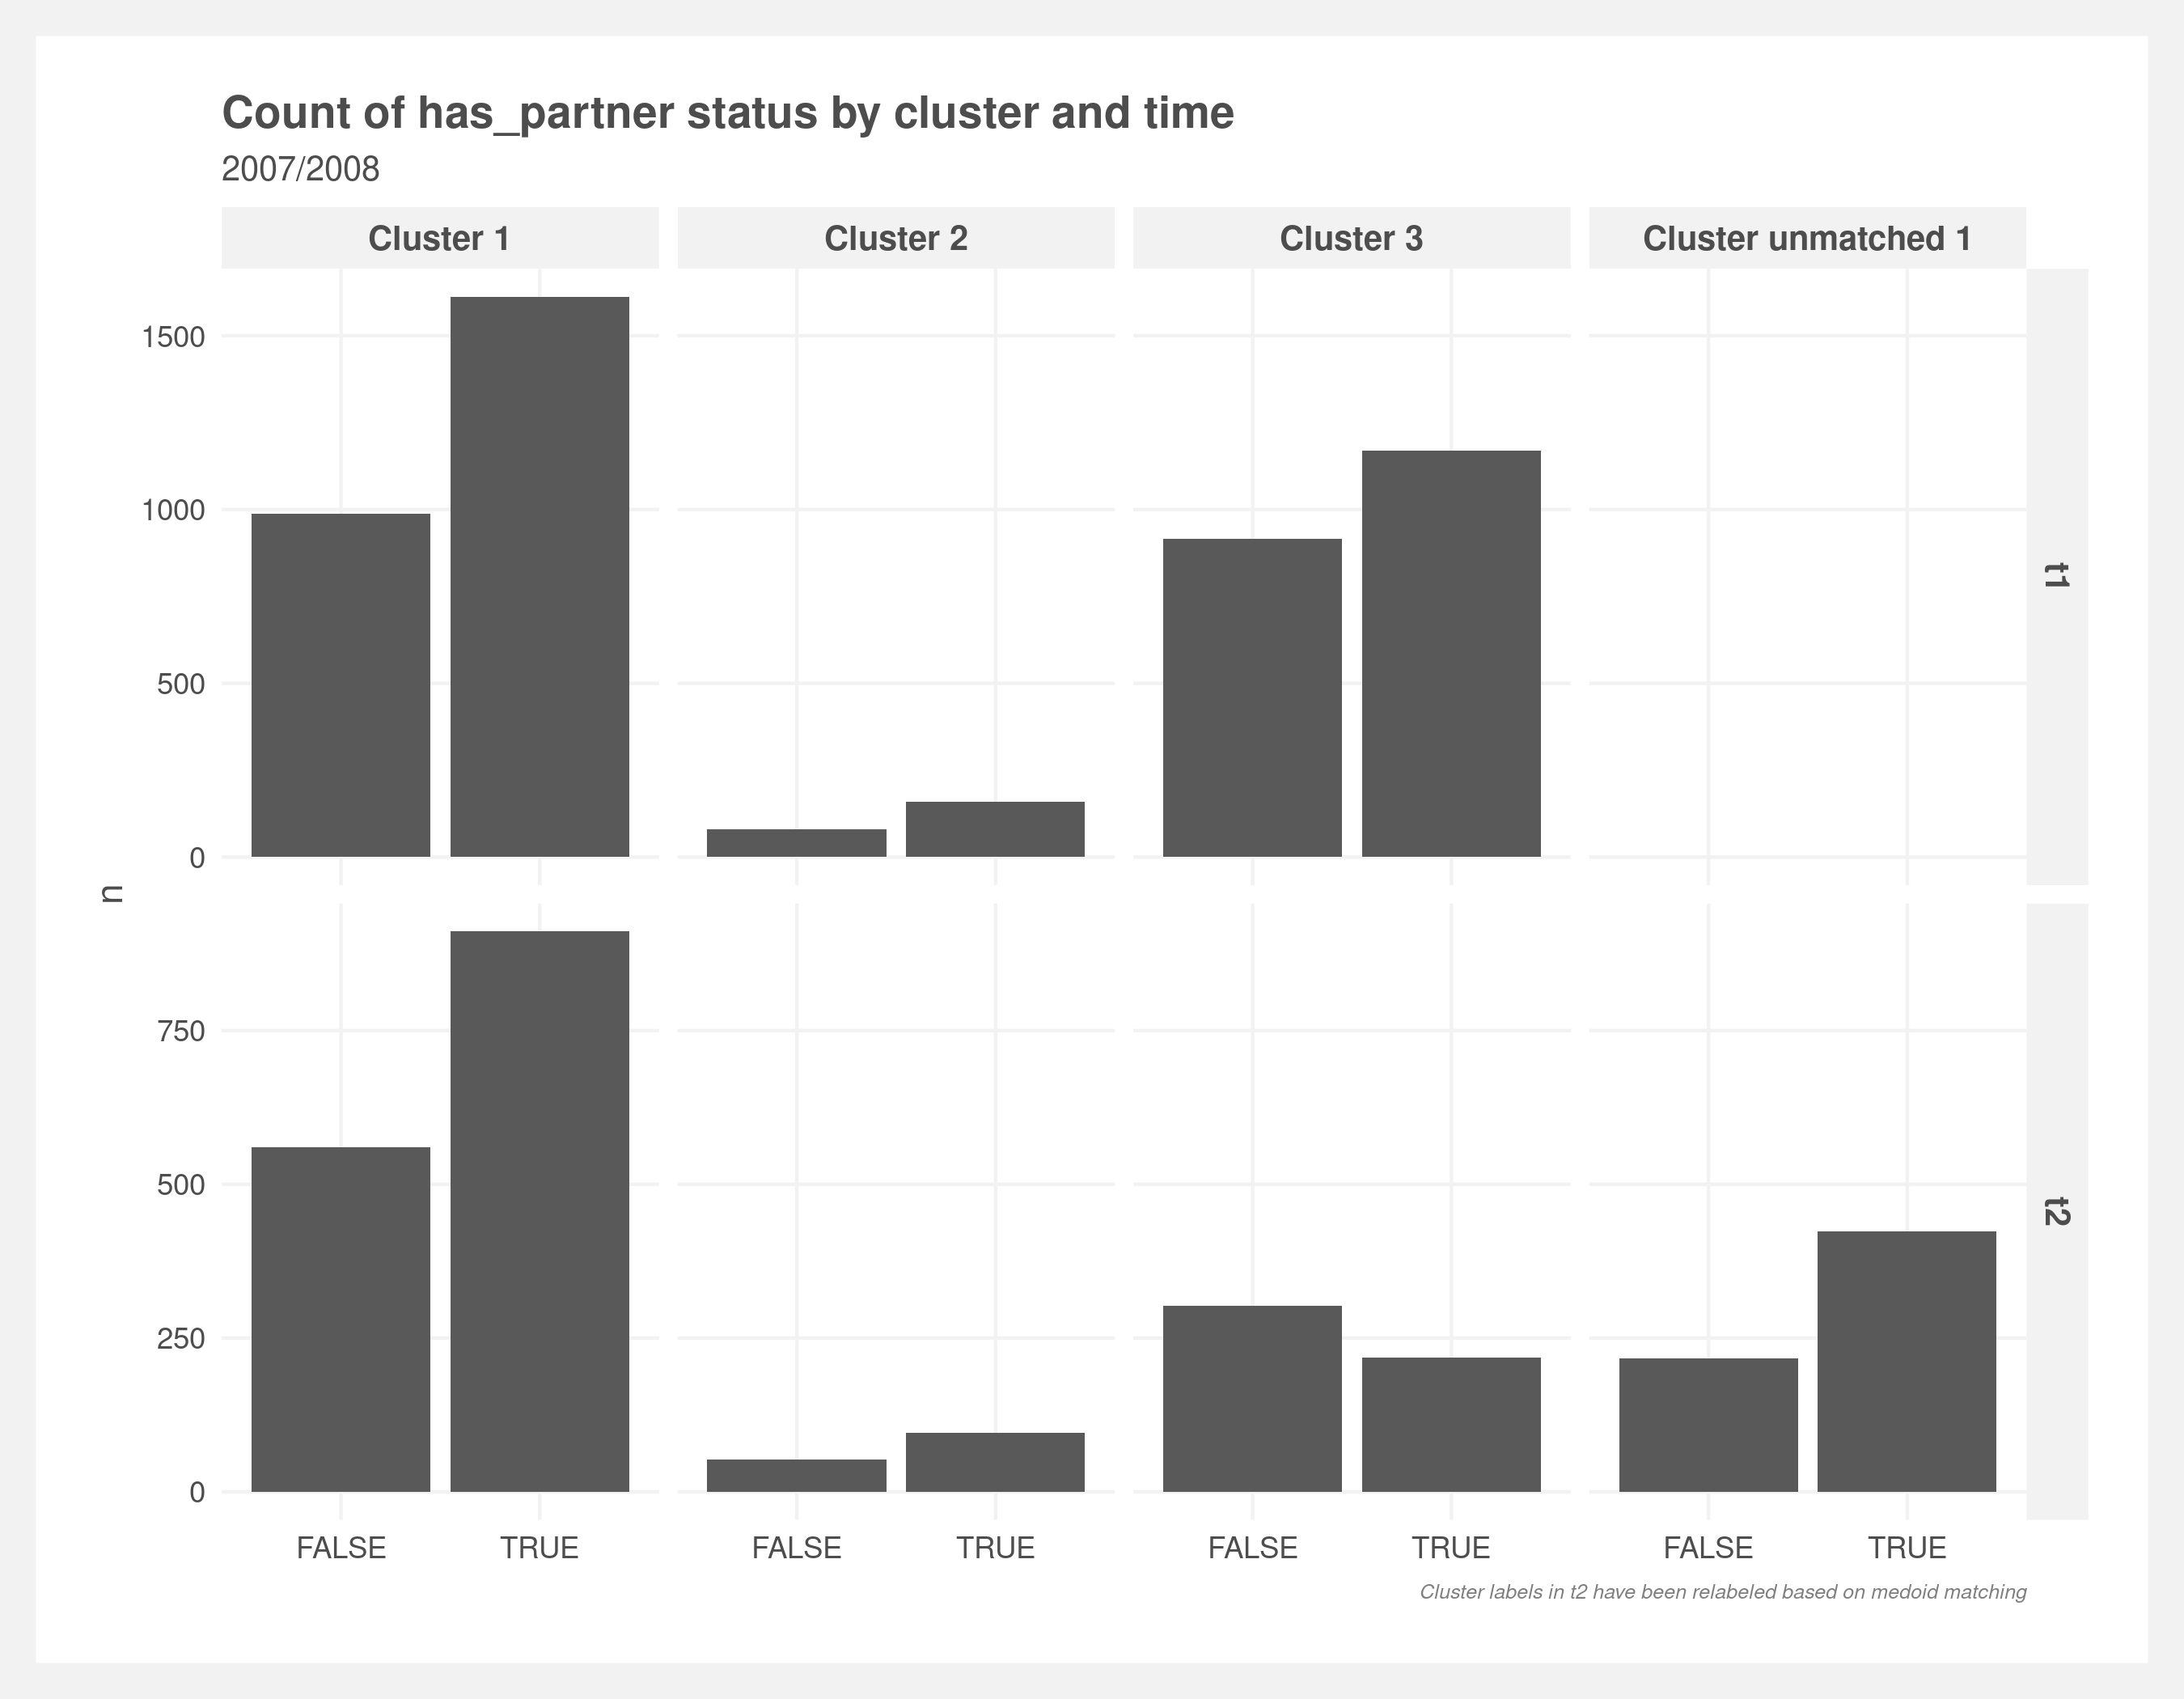 Count of has_partner status by cluster and time
2007/2008
Cluster 1 Cluster 2 Cluster 3 Cluster unmatched 1
1500
1000
500
0
t1
n
750
500
250
0
t2
FALSE TRUE FALSE TRUE FALSE TRUE FALSE TRUE
Cluster labels in t2 have been relabeled based on medoid matching